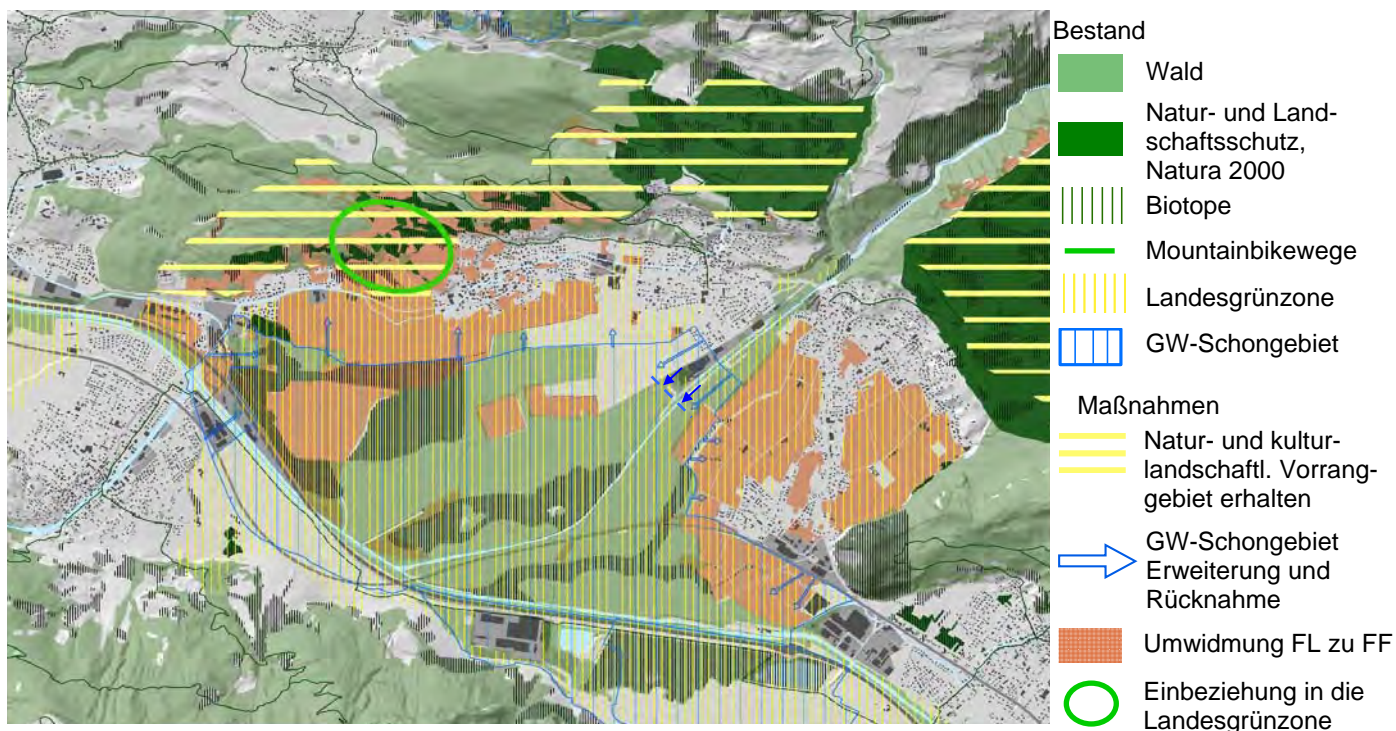 Bestand
Wald
Natur- und Land-
schaftsschutz,
Natura 2000
Biotope
Mountainbikewege
Landesgrünzone
GW-Schongebiet
Maßnahmen
Natur- und kultur-
landschaftl. Vorrang-
gebiet erhalten
GW-Schongebiet
Erweiterung und
Rücknahme
Umwidmung FL zu FF
Einbeziehung in die
Landesgrünzone